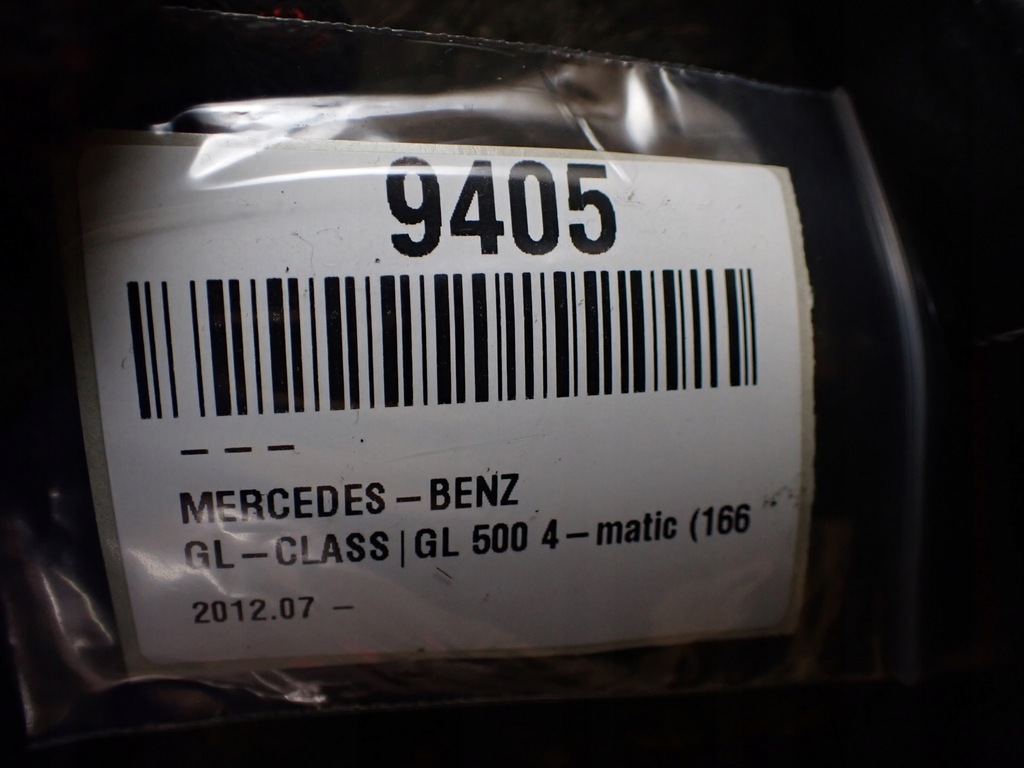 9405
– – –
MERCEDES – BENZ
GL – CLASS | GL 500 4 – matic (166
2012.07 –